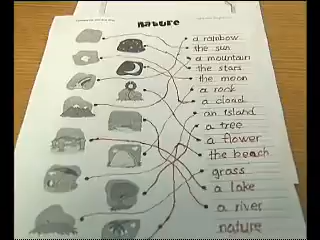 nature
a rainbow
the sun
a mountain
the stars
the moon
a rock
a cloud
an island
a tree
a flower
the beach
grass
a lake
a river
nature